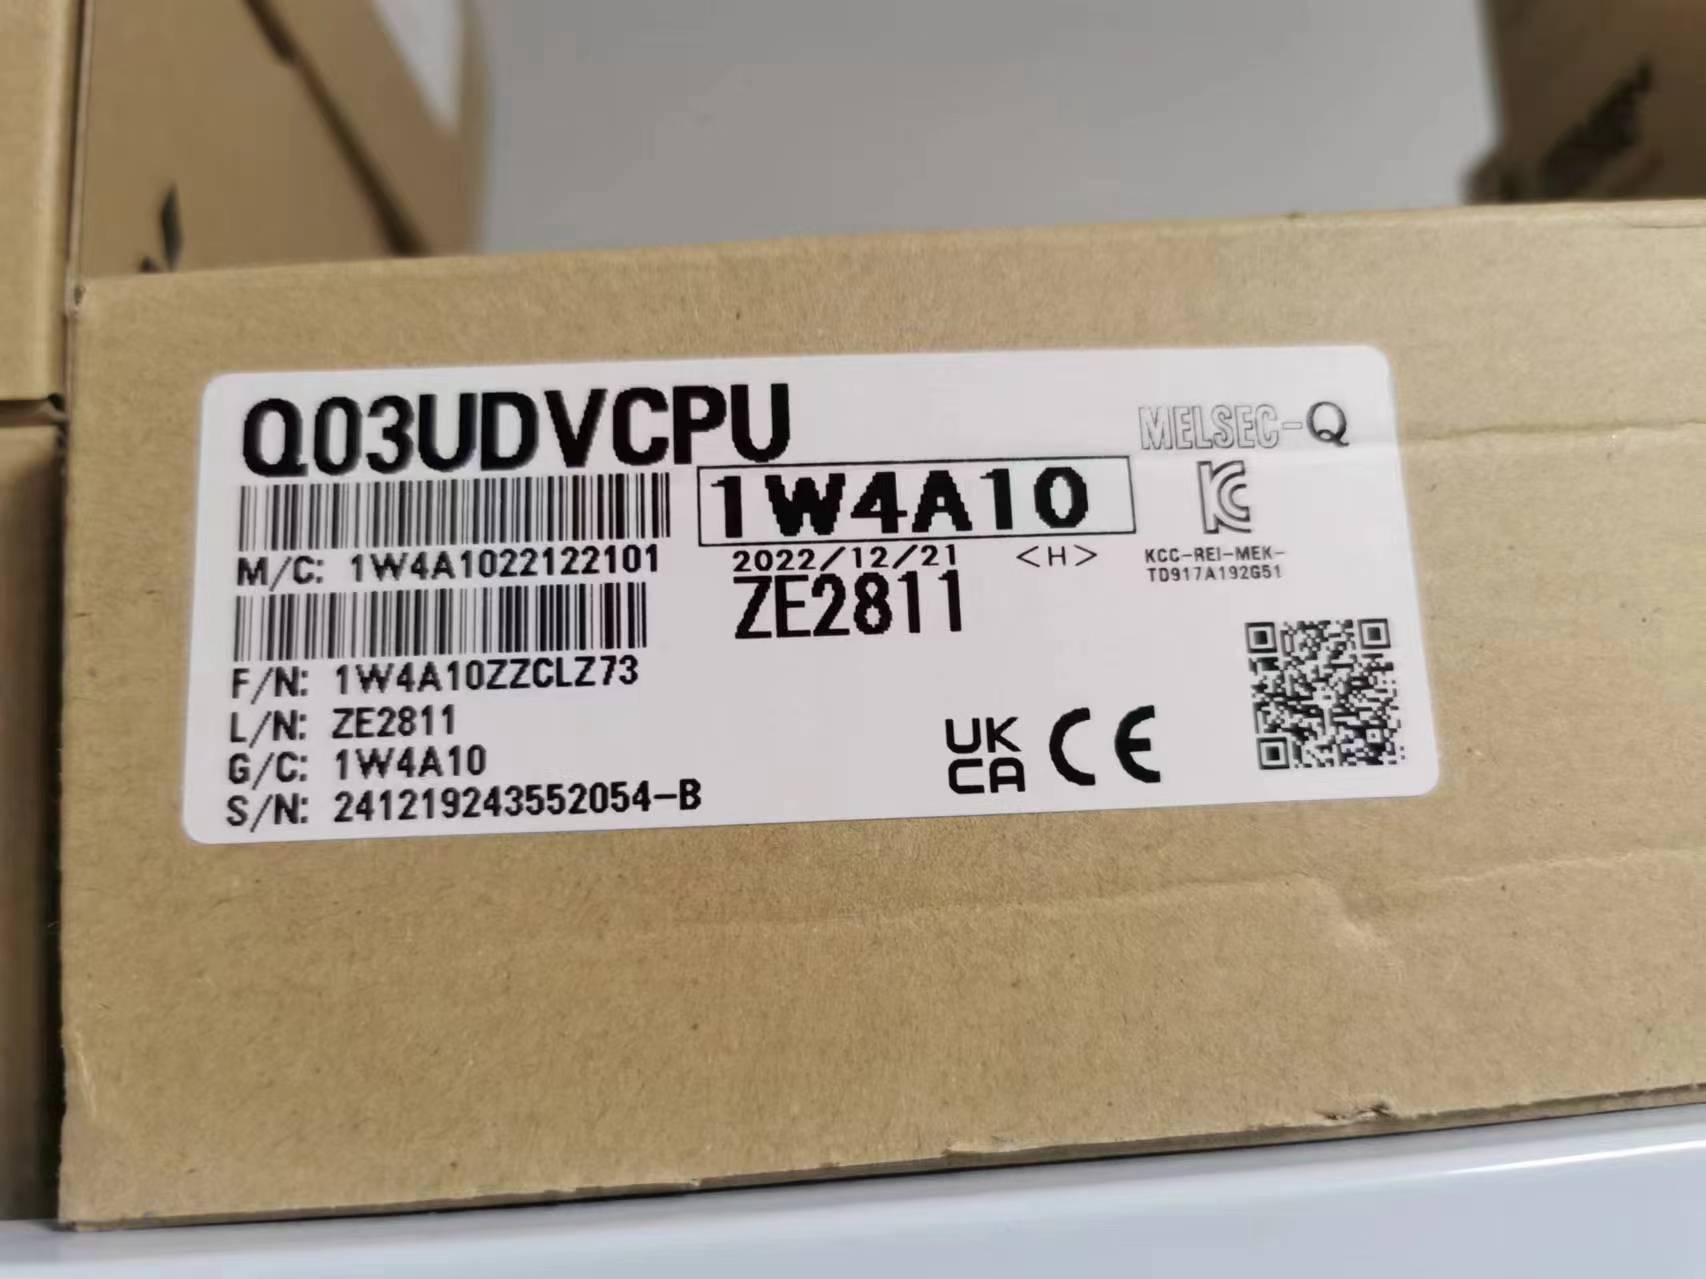 Q03UDVCPU
MELSEC-Q
1W4A10
M/C: 1W4A1022122101
2022/12/21 <H>
KCC-REI-MEK-
TD917A192G51
ZE2811
F/N: 1W4A10ZZCLZ73
L/N: ZE2811
G/C: 1W4A10
S/N: 241219243552054-B
UK
CA
CE